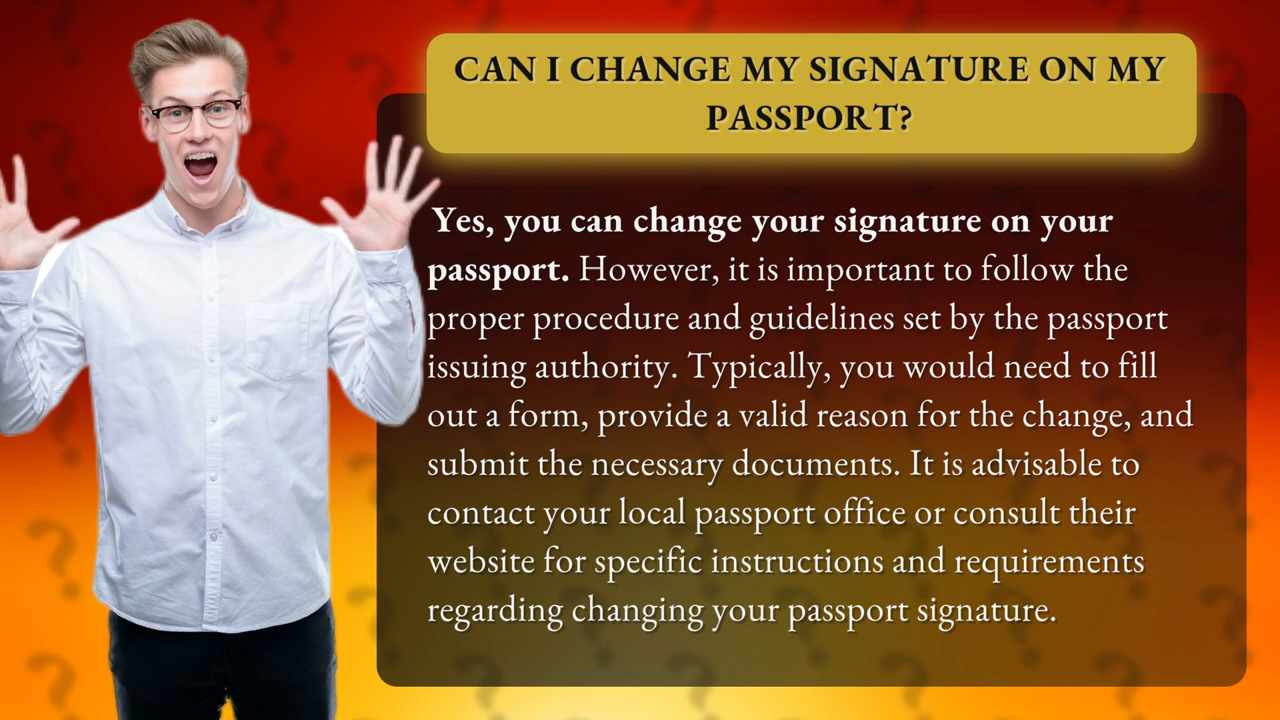 CAN I CHANGE MY SIGNATURE ON MY
PASSPORT?
Yes, you can change your signature on your
passport. However, it is important to follow the
proper procedure and guidelines set by the passport
issuing authority. Typically, you would need to fill
out a form, provide a valid reason for the change, and
submit the necessary documents. It is advisable to
contact your local passport office or consult their
website for specific instructions and requirements
regarding changing your passport signature.